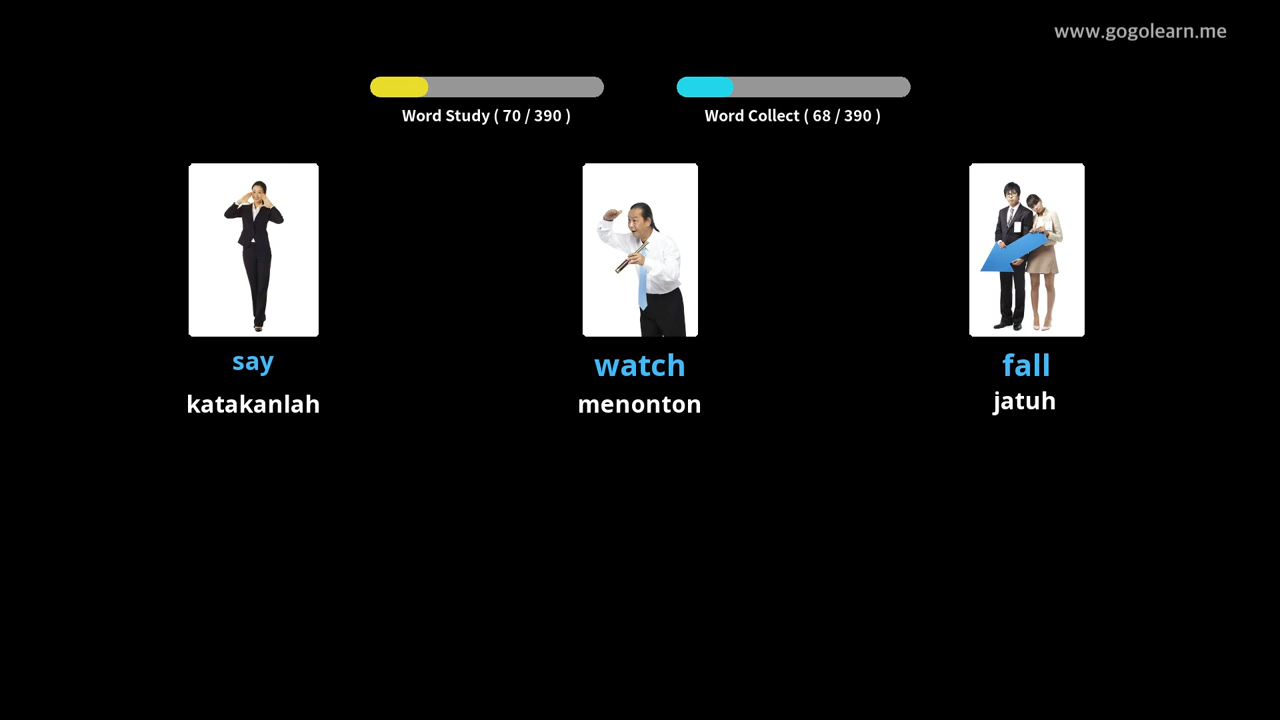 www.gogolearn.me
Word Study ( 70 / 390 )
Word Collect ( 68 / 390 )
say
katakanlah
watch
menonton
fall
jatuh